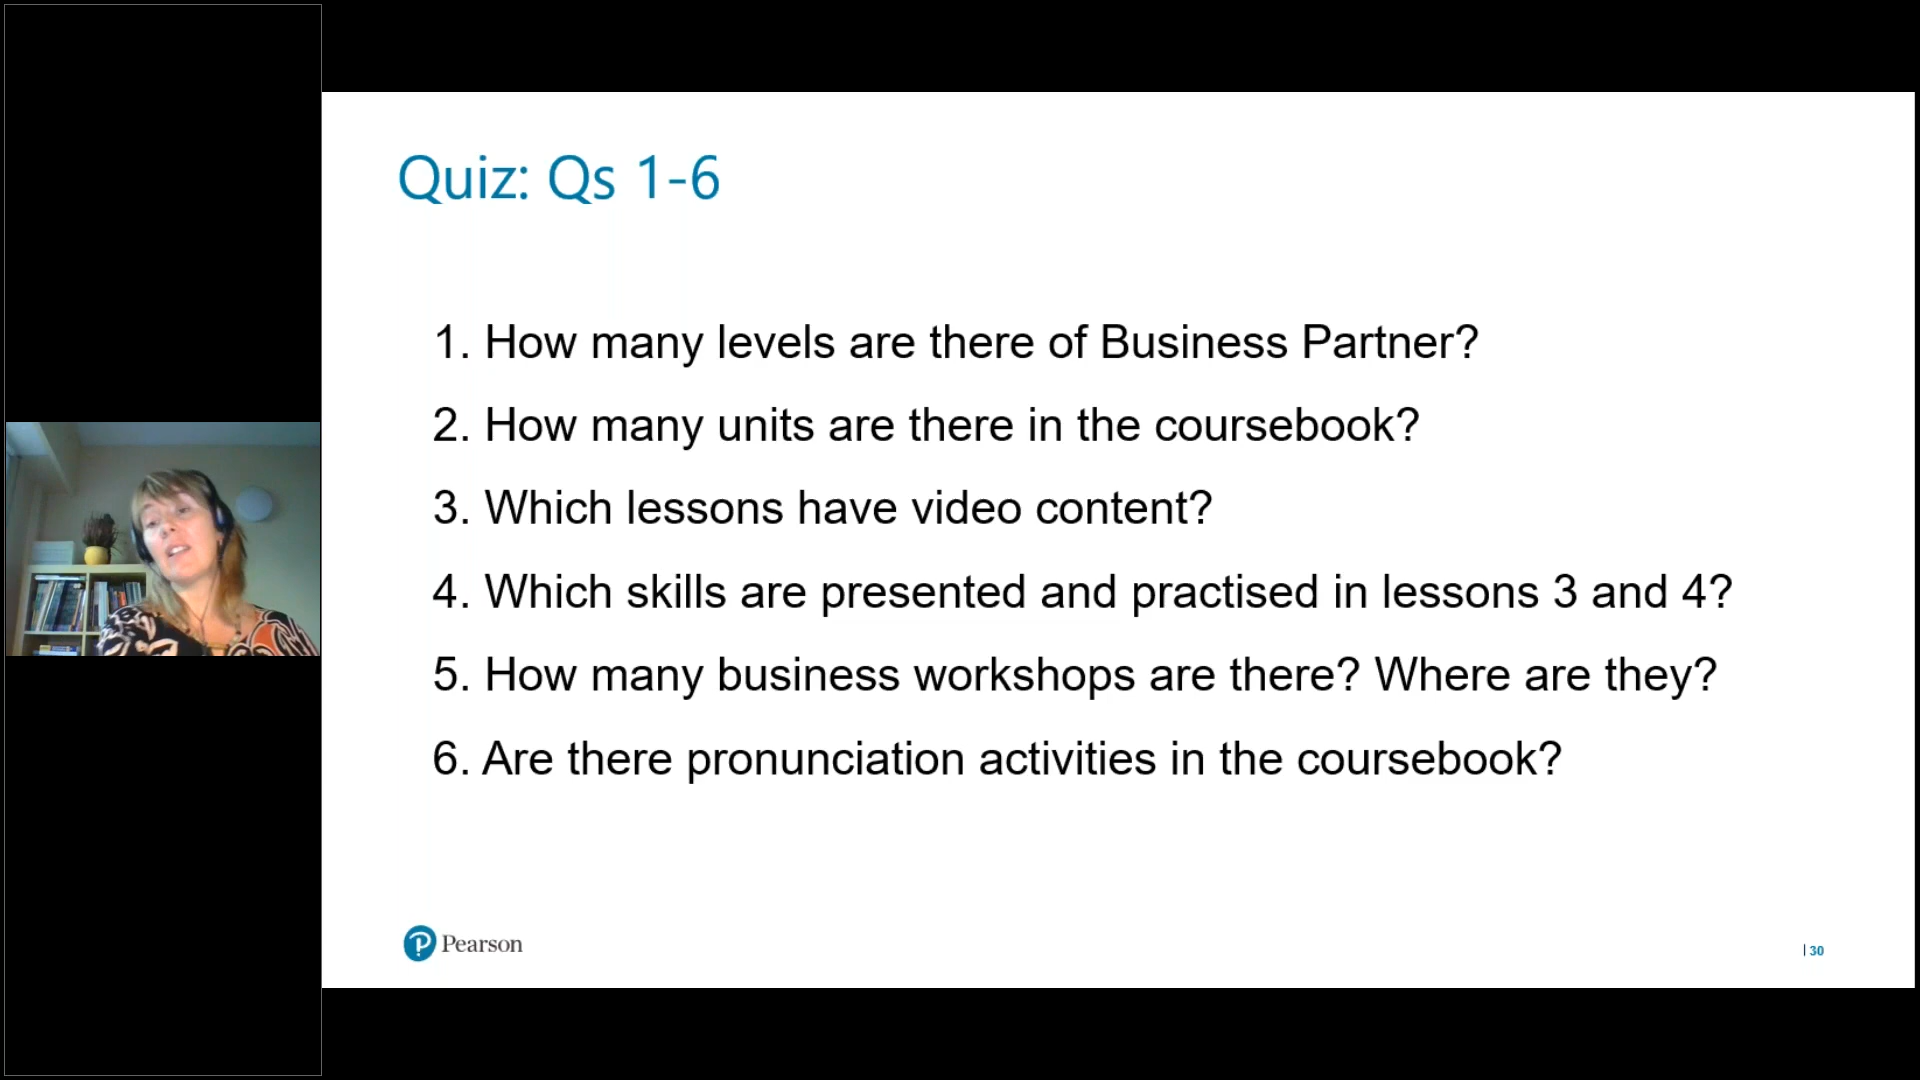 Quiz: Qs 1-6
1. How many levels are there of Business Partner?
2. How many units are there in the coursebook?
3. Which lessons have video content?
4. Which skills are presented and practised in lessons 3 and 4?
5. How many business workshops are there? Where are they?
6. Are there pronunciation activities in the coursebook?
Pearson
| 30